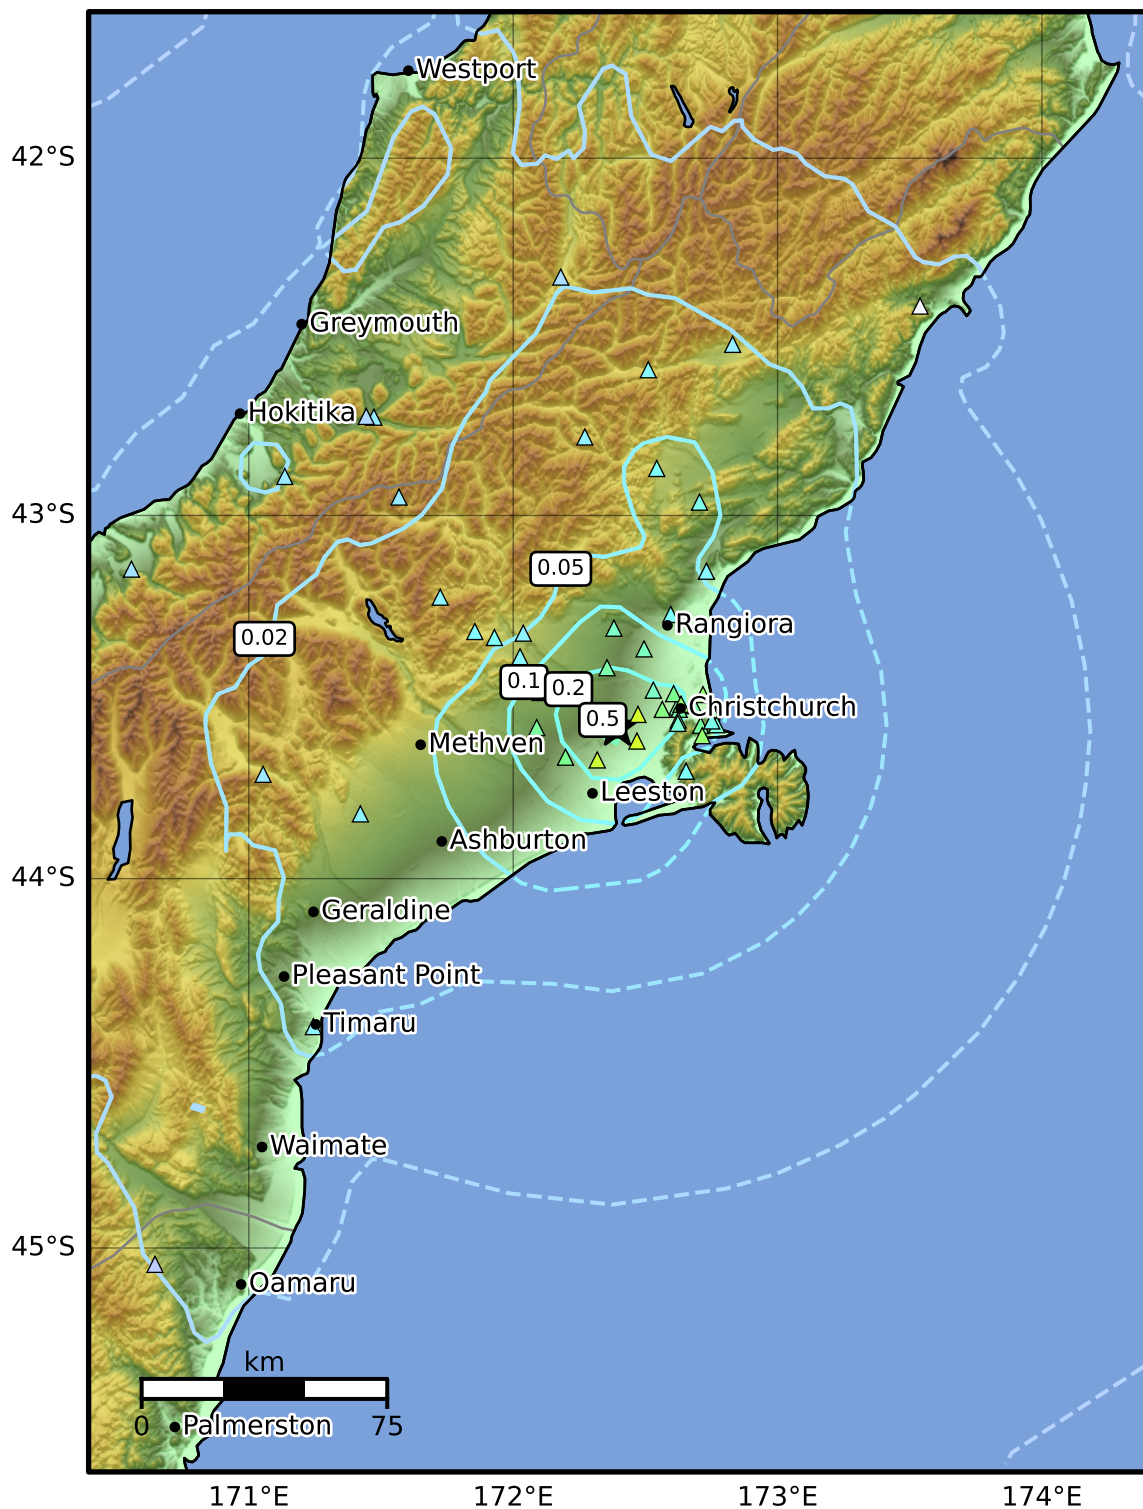 Westport
42°S
Greymouth
Hokitika
43°S
0.05
Rangiora
0.02
0.1
0.2
Christchurch
0.5
Methven
Leeston
Ashburton
44°S
Geraldine
Pleasant Point
Timaru
Waimate
45°S
Oamaru
km
0 75
Palmerston
171°E 172°E 173°E 174°E